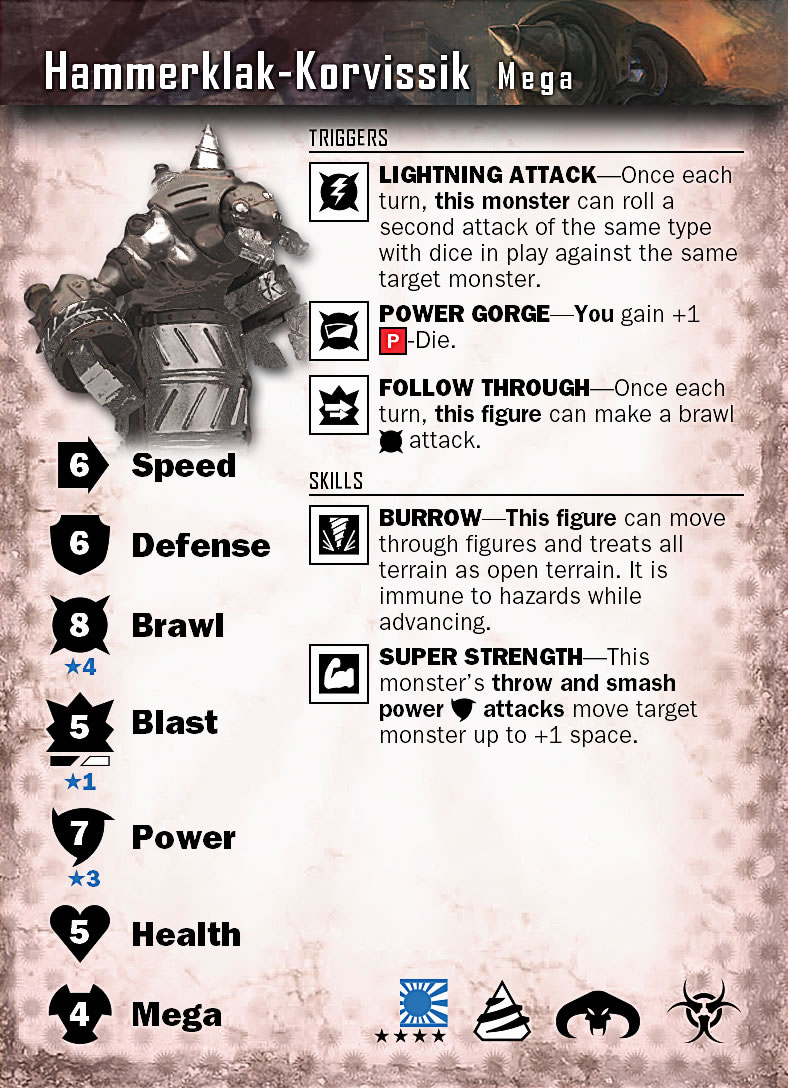 Hammerklak-Korvissik Mega
TRIGGERS
LIGHTNING ATTACK—Once each
turn, this monster can roll a
second attack of the same type
with dice in play against the same
target monster.
POWER GORGE—You gain +1
P-Die.
FOLLOW THROUGH—Once each
turn, this figure can make a brawl
attack.
SKILLS
BURROW—This figure can move
through figures and treats all
terrain as open terrain. It is
immune to hazards while
advancing.
SUPER STRENGTH—This
monster's throw and smash
power attacks move target
monster up to +1 space.
6 Speed
6 Defense
8 Brawl
★4
5 Blast
★1
7 Power
★3
5 Health
4 Mega
★★★★